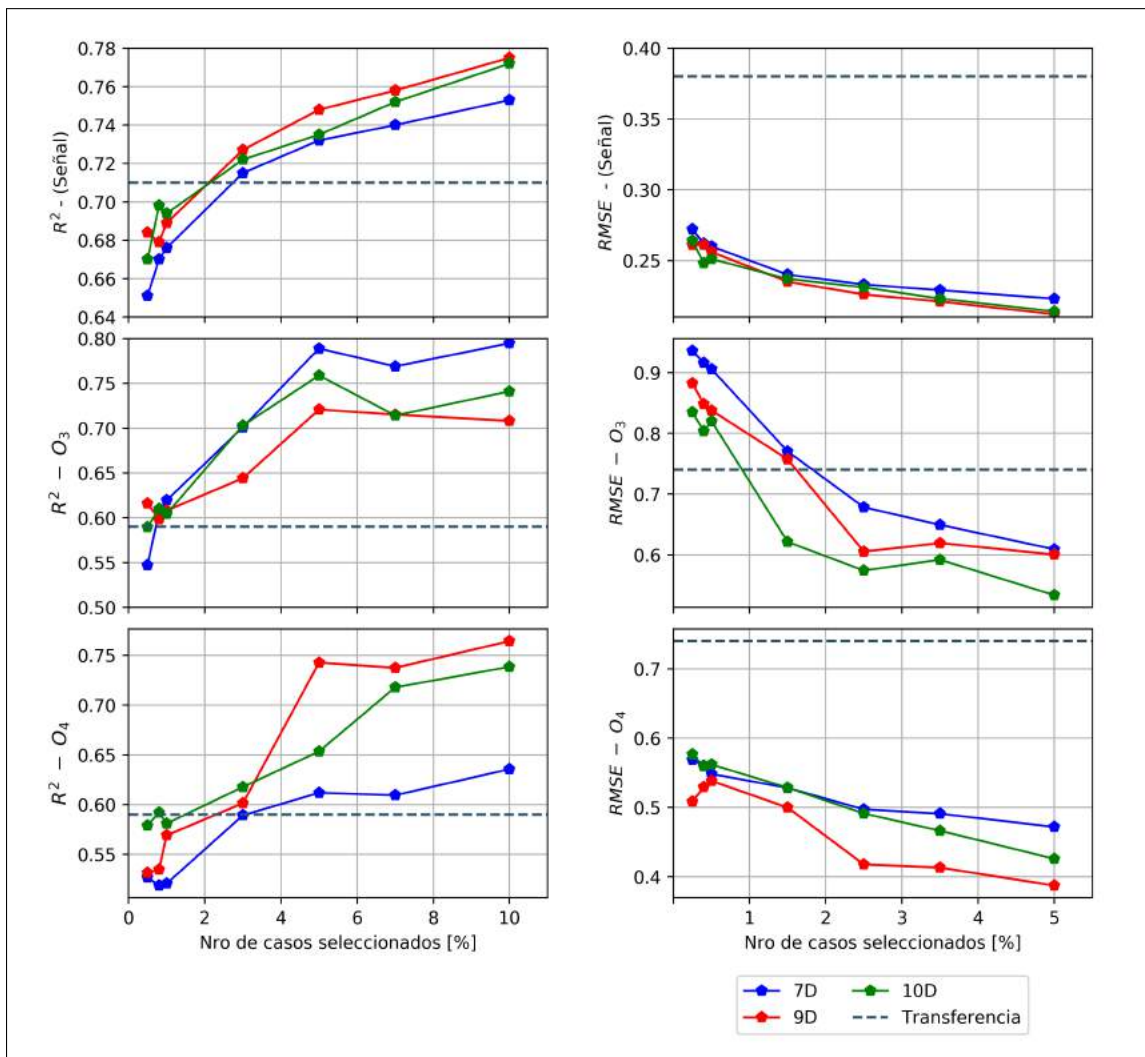 0.78
0.76
0.74
0.72
0.70
0.68
0.66
0.64
R² - (Señal)
0.40
0.35
0.30
0.25
RMSE - (Señal)
0.80
0.75
0.70
0.65
0.60
0.55
0.50
R² − O₃
0.9
0.8
0.7
0.6
RMSE − O₃
0.75
0.70
0.65
0.60
0.55
R² − O₄
0 2 4 6 8 10
Nro de casos seleccionados [%]
0.7
0.6
0.5
0.4
RMSE − O₄
1 2 3 4 5
Nro de casos seleccionados [%]
7D 10D
9D Transferencia